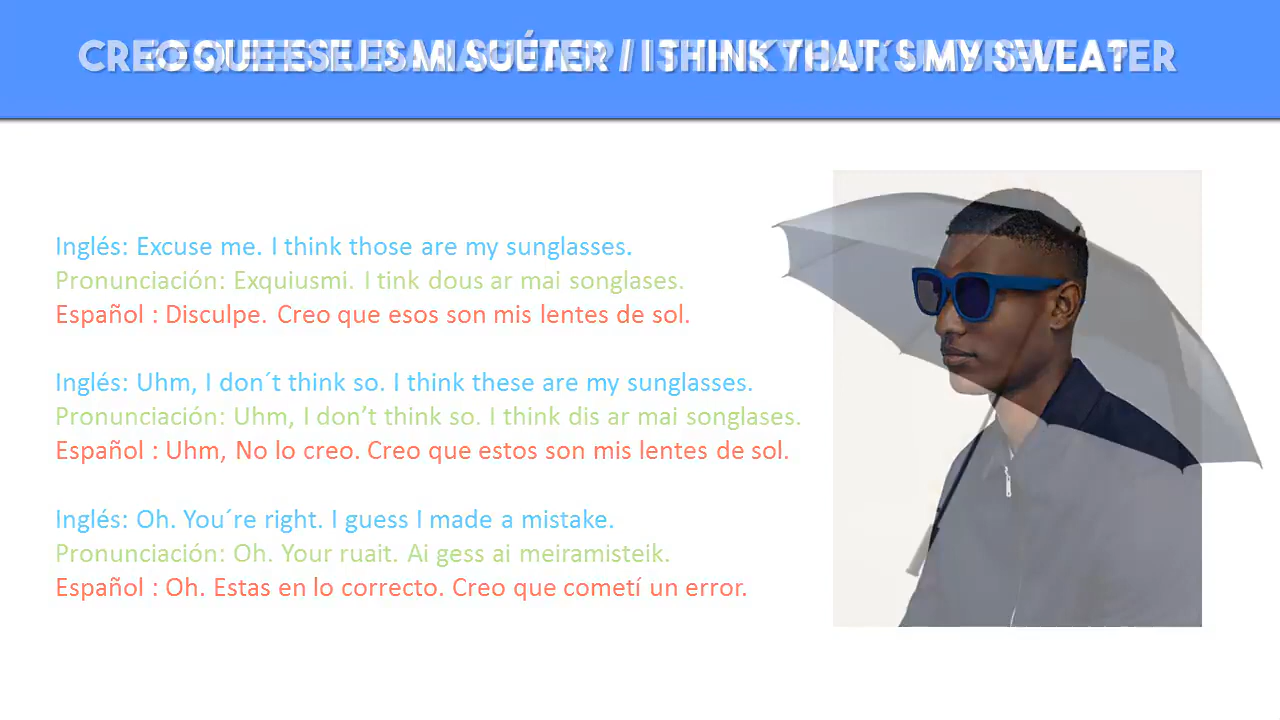 CREO QUE ESE ES MI SUÉTER / I THINK THAT´S MY SWEATER
Inglés: Excuse me. I think those are my sunglasses.
Pronunciación: Exquiusmi. I tink dous ar mai songlases.
Español : Disculpe. Creo que esos son mis lentes de sol.
Inglés: Uhm, I don´t think so. I think these are my sunglasses.
Pronunciación: Uhm, I don’t think so. I think dis ar mai songlases.
Español : Uhm, No lo creo. Creo que estos son mis lentes de sol.
Inglés: Oh. You´re right. I guess I made a mistake.
Pronunciación: Oh. Your ruait. Ai gess ai meiramisteik.
Español : Oh. Estas en lo correcto. Creo que cometí un error.